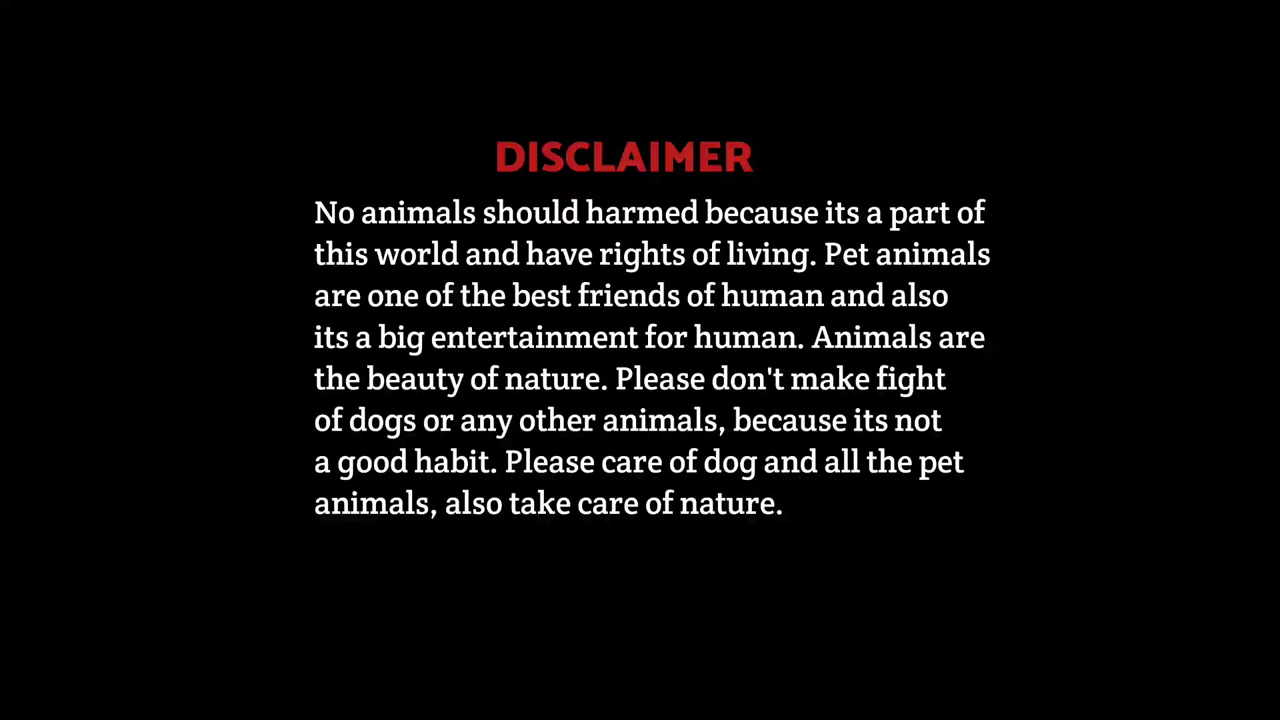 DISCLAIMER
No animals should harmed because its a part of
this world and have rights of living. Pet animals
are one of the best friends of human and also
its a big entertainment for human. Animals are
the beauty of nature. Please don't make fight
of dogs or any other animals, because its not
a good habit. Please care of dog and all the pet
animals, also take care of nature.